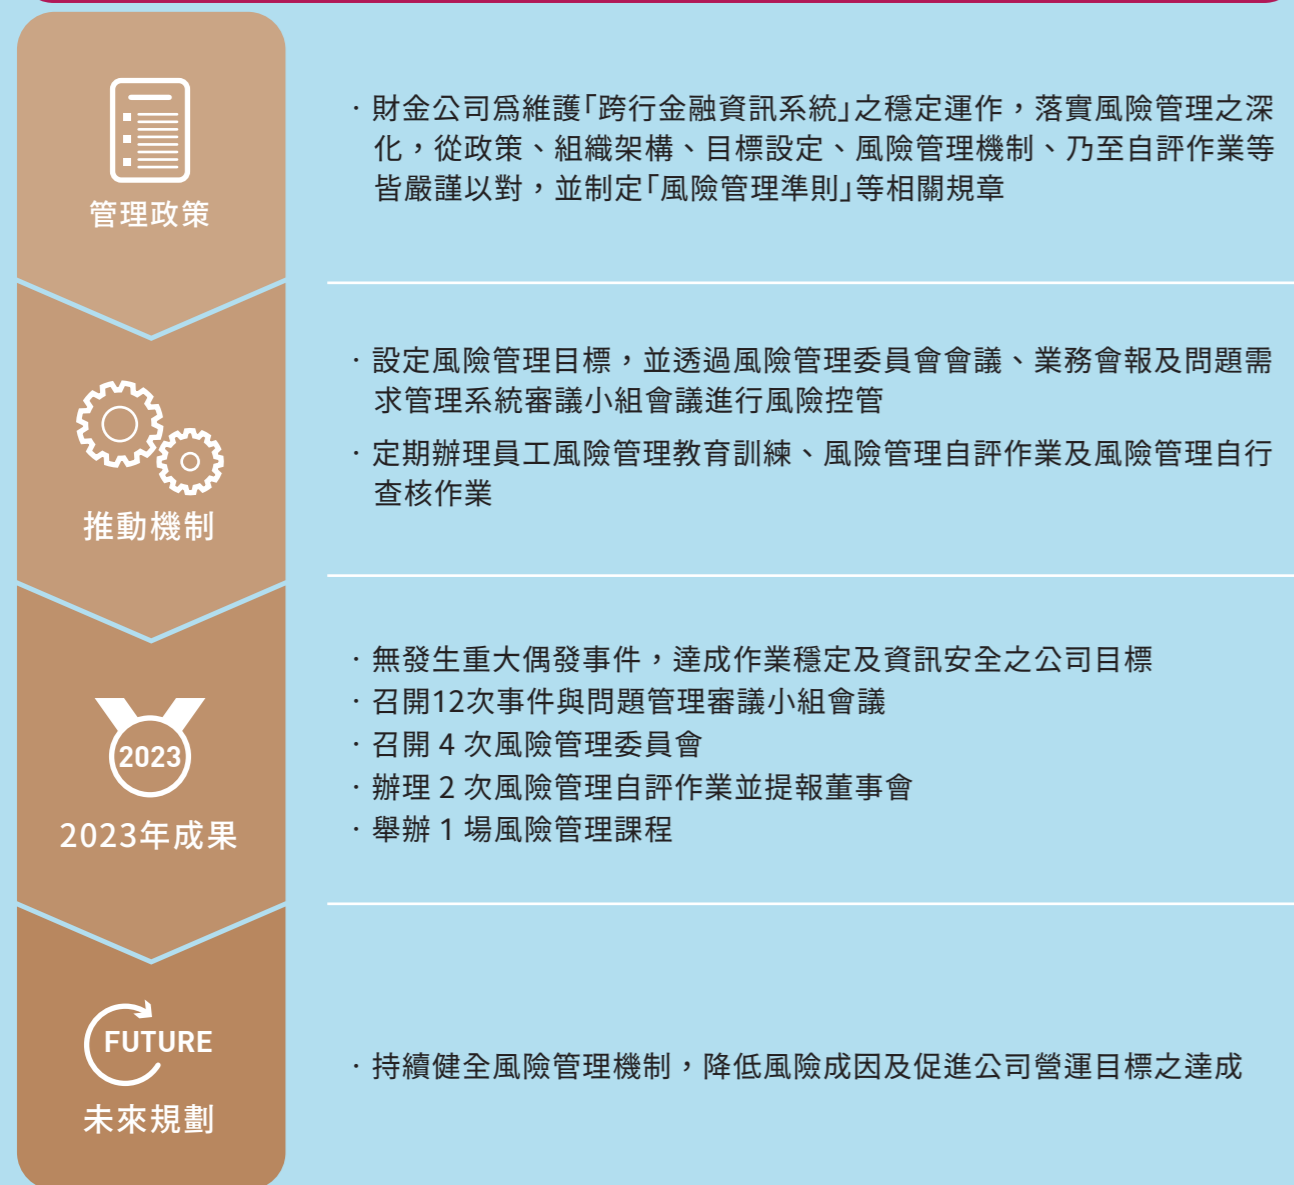 管理政策
· 財金公司爲維護「跨行金融資訊系統」之穩定運作，落實風險管理之深
化，從政策、組織架構、目標設定、風險管理機制、乃至自評作業等
皆嚴謹以對，並制定「風險管理準則」等相關規章
推動機制
· 設定風險管理目標，並透過風險管理委員會會議、業務會報及問題需
求管理系統審議小組會議進行風險控管
· 定期辦理員工風險管理教育訓練、風險管理自評作業及風險管理自行
查核作業
2023
2023年成果
· 無發生重大偶發事件，達成作業穩定及資訊安全之公司目標
· 召開12次事件與問題管理審議小組會議
· 召開 4 次風險管理委員會
· 辦理 2 次風險管理自評作業並提報董事會
· 舉辦 1 場風險管理課程
FUTURE
未來規劃
· 持續健全風險管理機制，降低風險成因及促進公司營運目標之達成